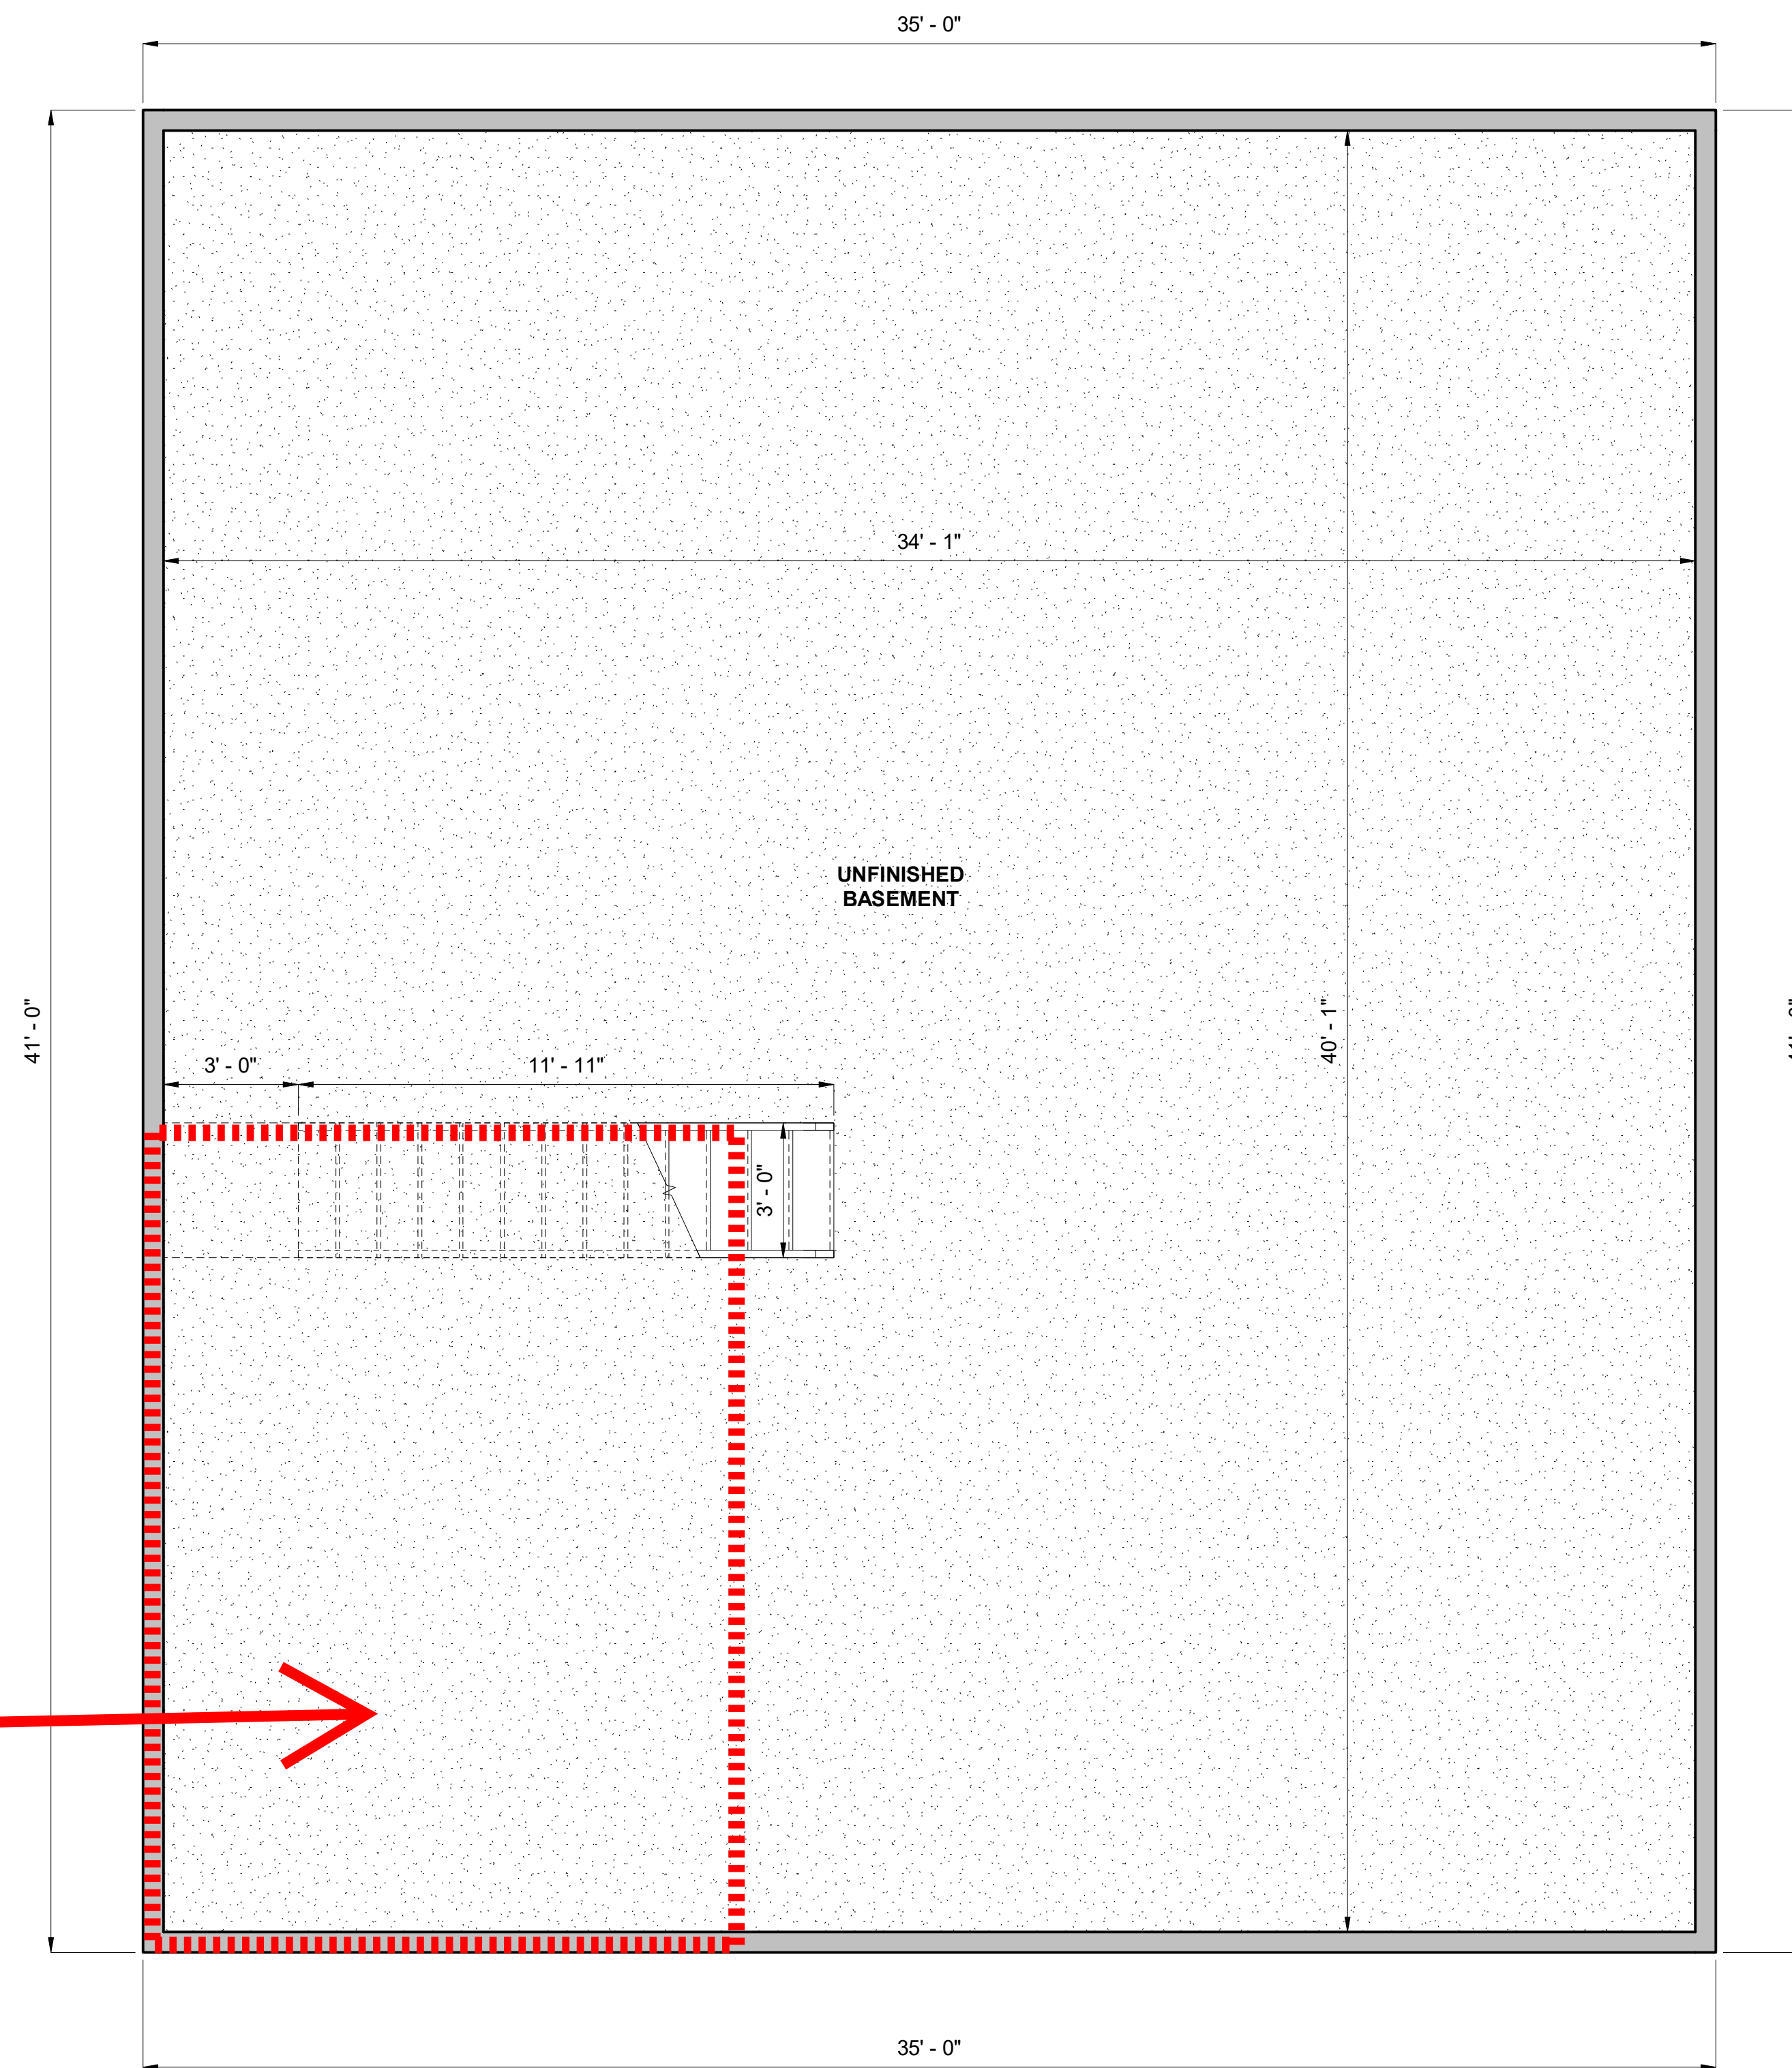 35' - 0"
34' - 1"
UNFINISHED
BASEMENT
41' - 0"
40' - 1"
3' - 0"
11' - 11"
3' - 0"
35' - 0"